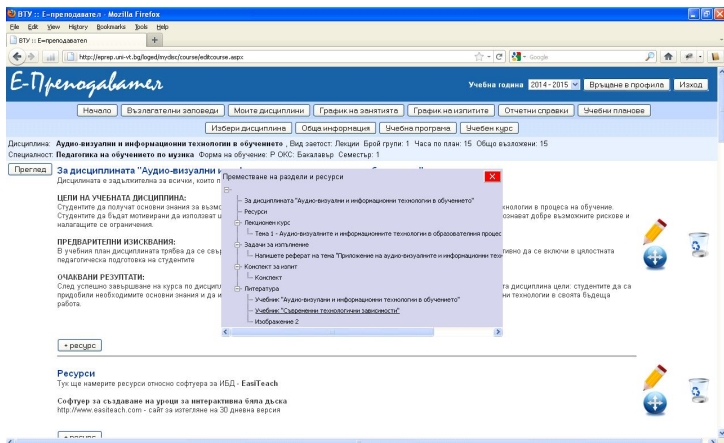 ВТУ :: Е-преподавател - Mozilla Firefox
File Edit View History Bookmarks Tools Help
ВТУ :: Е-преподавател +
http://eprep.uni-vt.bg/loged/mydisc/course/editcourse.aspx Google
Е-Преподавател Учебна година 2014-2015 Връщане в профила Изход
Начало Възлагателни заповеди Моите дисциплини График на занятията График на изпитите Отчетни справки Учебни планове
Избери дисциплина Обща информация Учебна програма Учебен курс
Дисциплина: Аудио-визуални и информационни технологии в обучението , Вид заетост: Лекции Брой групи: 1 Часа по план: 15 Общо възложени: 15
Специалност: Педагогика на обучението по музика Форма на обучение: Р ОКС: Бакалавър Семестър: 1
Преглед За дисциплината "Аудио-визуални и
Дисциплината е задължителна за всички, които
ЦЕЛИ НА УЧЕБНАТА ДИСЦИПЛИНА:
Студентите да получат основни знания за хнологии в процеса на обучение.
Студентите да бъдат мотивирани да използват ознават добре възможните рискове и
налагащите се ограничения.
ПРЕДВАРИТЕЛНИ ИЗИСКВАНИЯ:
В учебния план дисциплината трябва да се тивно да се включи в цялостната
педагогическа подготовка на студентите
ОЧАКВАНИ РЕЗУЛТАТИ:
След успешно завършване на курса по та дисциплина цели: студентите да са
придобили необходимите основни знания и да ни технологии в своята бъдеща
работа.
Преместване на раздели и ресурси X
За дисциплината "Аудио-визуални и информационни технологии в обучението"
Ресурси
Лекционен курс
Тема 1 - Аудио-визуалните и информационните технологии в образователния процес
Задачи за изпълнение
Напишете реферат на тема "Приложение на аудио-визуалните и информационни техн
Конспект за изпит
Конспект
Литература
Учебник "Аудио-визуални и информационни технологии в обучението"
Учебник "Съвременни технологични зависимости"
Изображение 2
+ ресурс
Ресурси
Тук ще намерите ресурси относно софтуера за ИБД - EasiTeach
Софтуер за създаване на уроци за интерактивна бяла дъска
http://www.easiteach.com - сайт за изтегляне на 30 дневна версия
+ ресурс